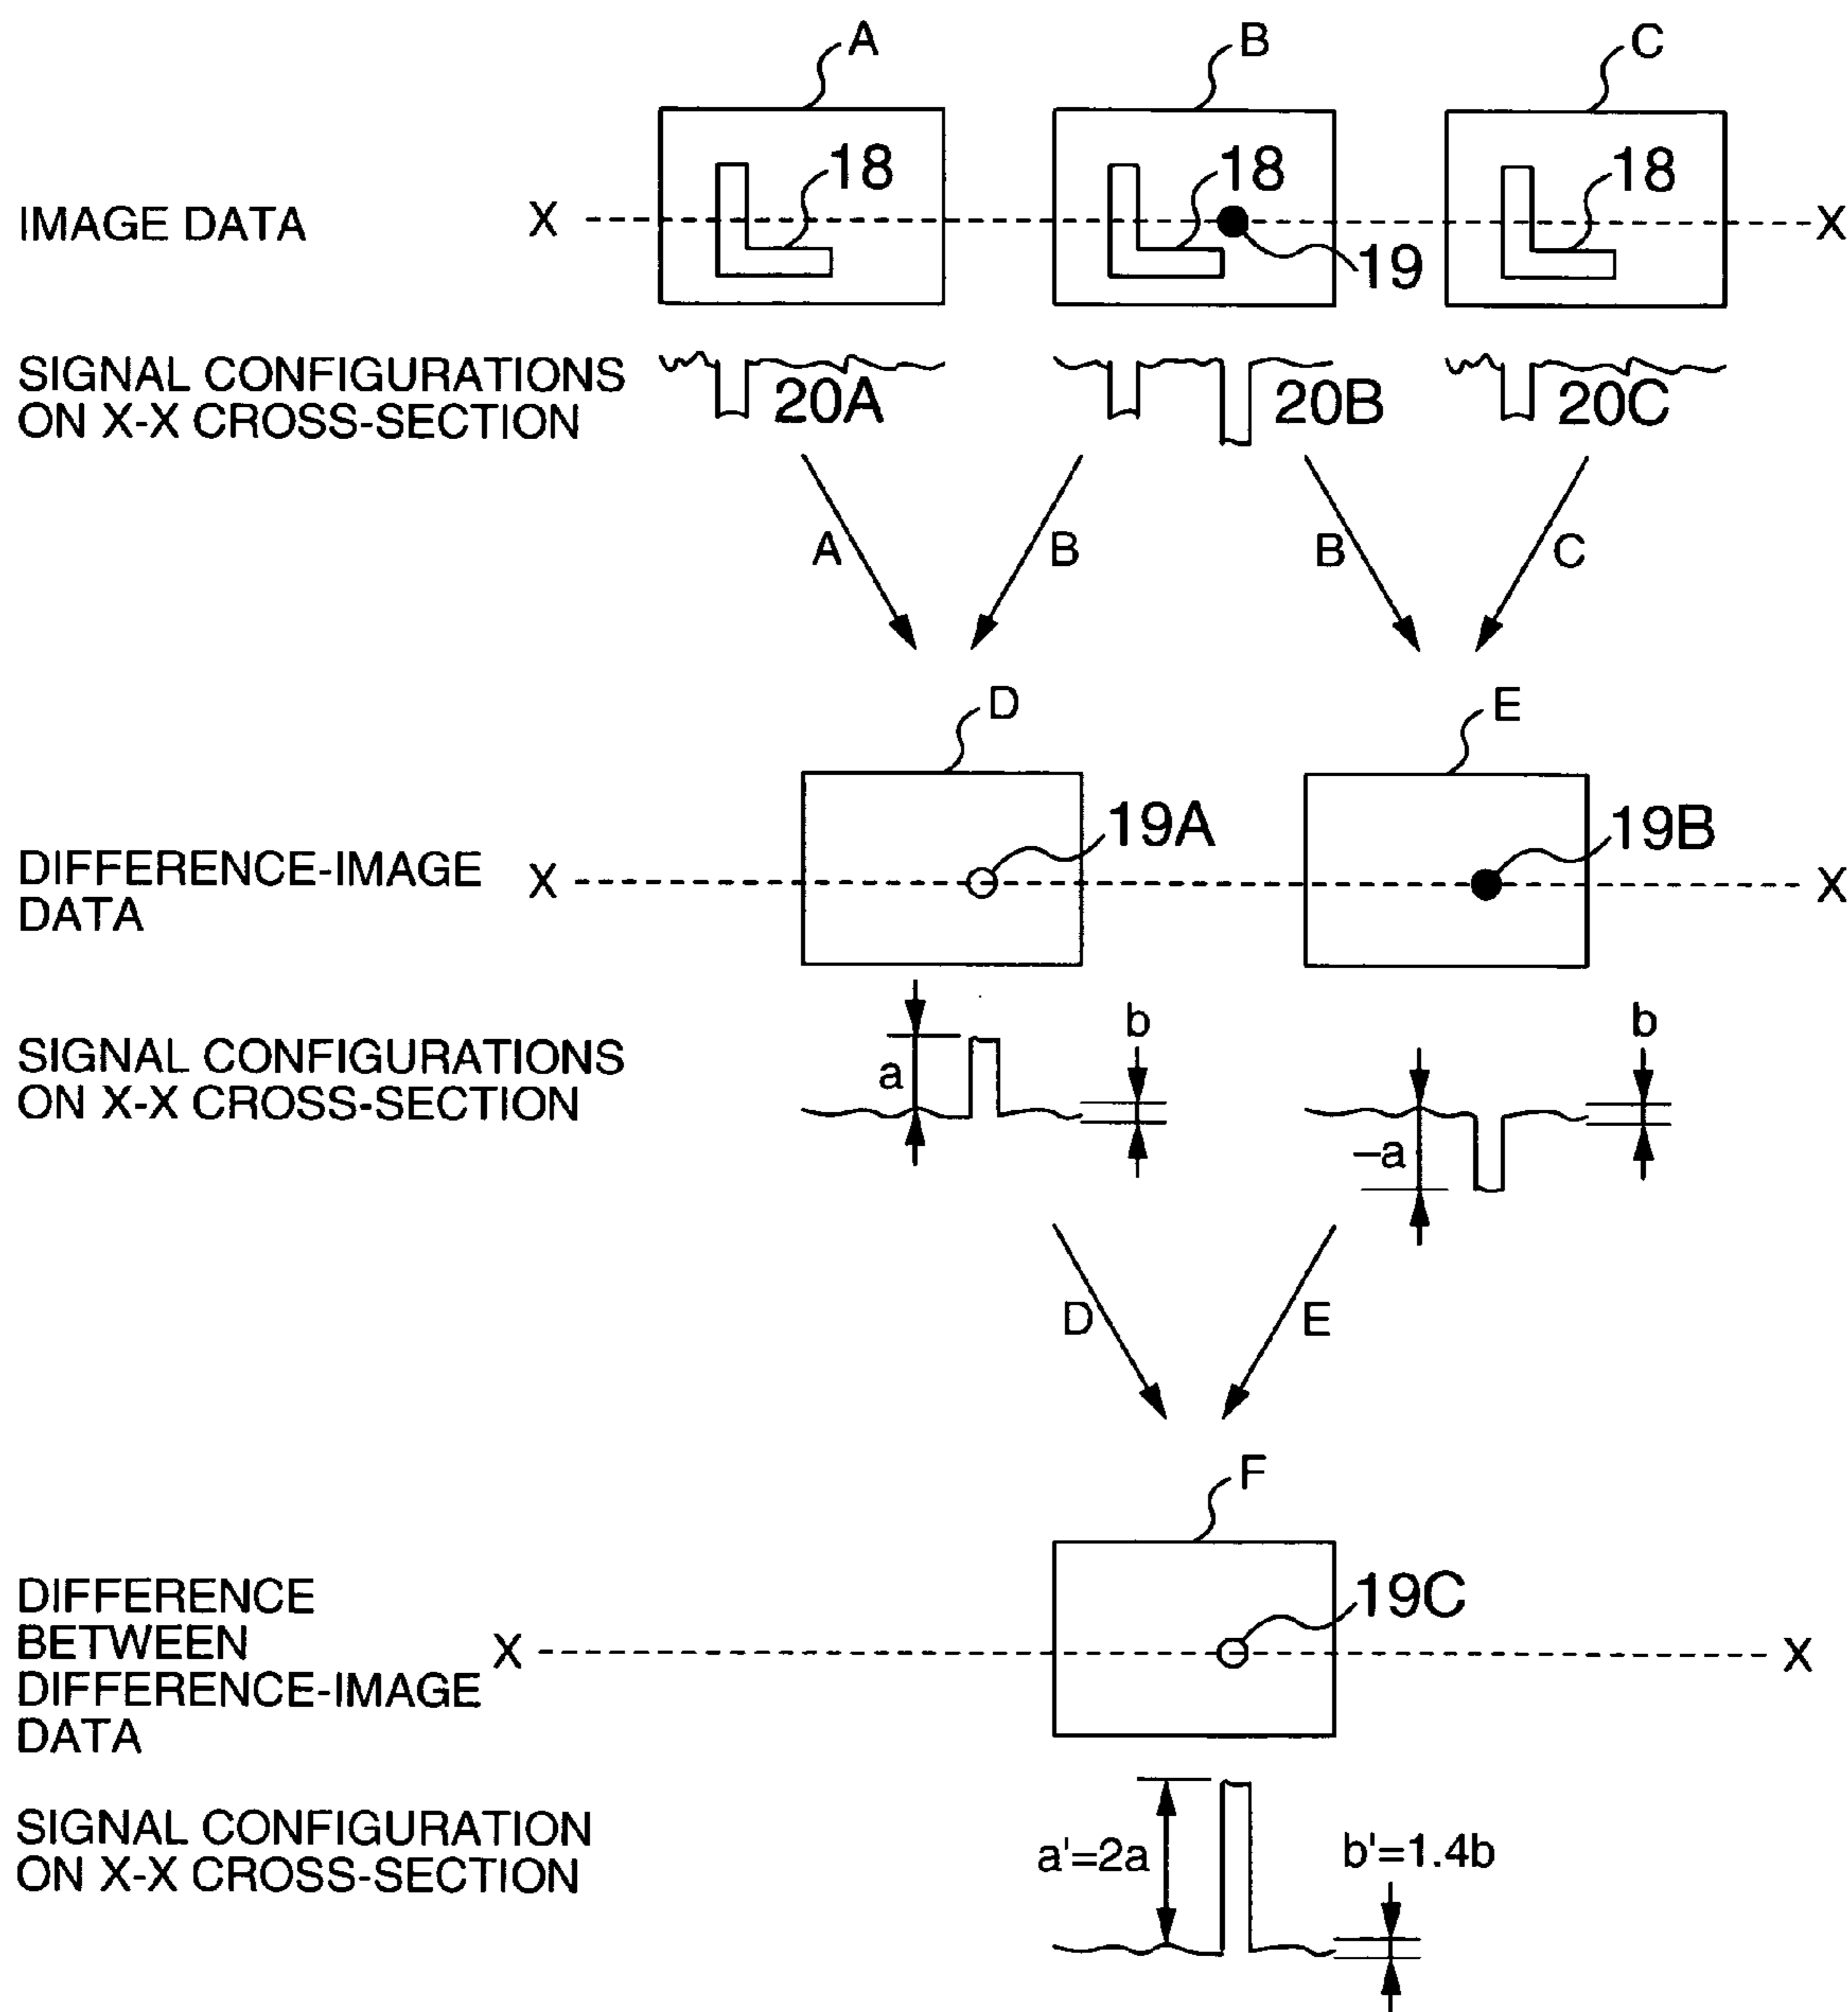 A B C
18 18 18
IMAGE DATA X X
19
SIGNAL CONFIGURATIONS
ON X-X CROSS-SECTION
20A 20B 20C
A B B C
D E
19A 19B
DIFFERENCE-IMAGE
DATA
X X
SIGNAL CONFIGURATIONS
ON X-X CROSS-SECTION
a b –a b
D E
F
19C
DIFFERENCE
BETWEEN
DIFFERENCE-IMAGE
DATA
X X
SIGNAL CONFIGURATION
ON X-X CROSS-SECTION
a'=2a b'=1.4b